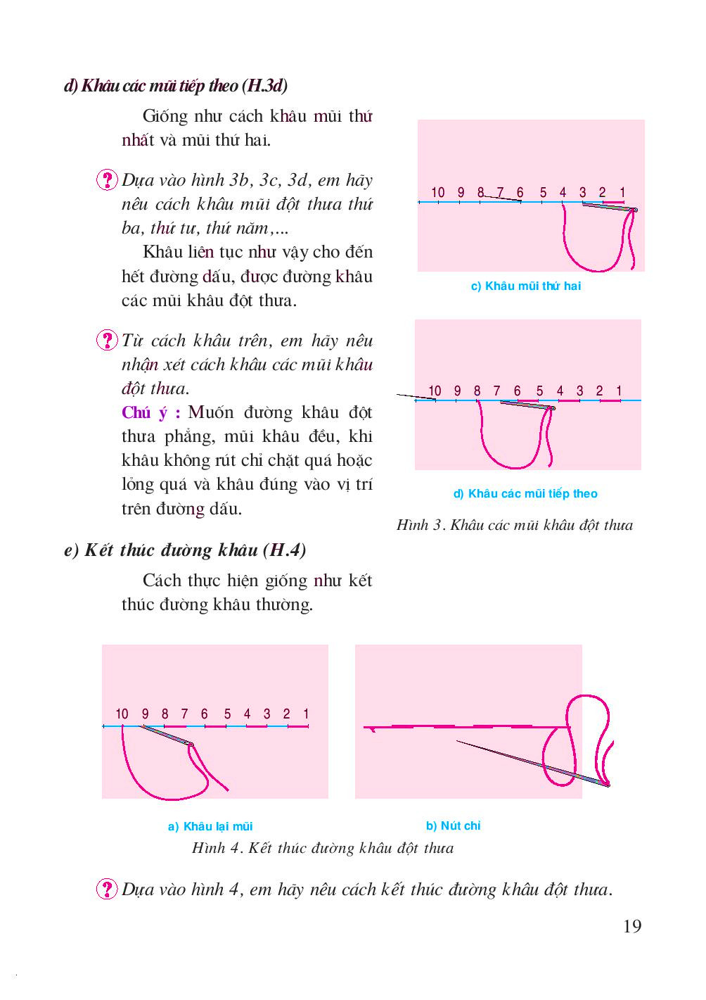 d) Khâu các mũi tiếp theo (H.3d)
Giống như cách khâu mũi thứ
nhất và mũi thứ hai.
? Dựa vào hình 3b, 3c, 3d, em hãy
nêu cách khâu mũi đột thưa thứ
ba, thứ tư, thứ năm,...
Khâu liên tục như vậy cho đến
hết đường dấu, được đường khâu
các mũi khâu đột thưa.
? Từ cách khâu trên, em hãy nêu
nhận xét cách khâu các mũi khâu
đột thưa.
Chú ý : Muốn đường khâu đột
thưa phẳng, mũi khâu đều, khi
khâu không rút chỉ chặt quá hoặc
lỏng quá và khâu đúng vào vị trí
trên đường dấu.
10 9 8 7 6 5 4 3 2 1
c) Khâu mũi thứ hai
10 9 8 7 6 5 4 3 2 1
d) Khâu các mũi tiếp theo
Hình 3. Khâu các mũi khâu đột thưa
e) Kết thúc đường khâu (H.4)
Cách thực hiện giống như kết
thúc đường khâu thường.
10 9 8 7 6 5 4 3 2 1
a) Khâu lại mũi
b) Nút chỉ
Hình 4. Kết thúc đường khâu đột thưa
? Dựa vào hình 4, em hãy nêu cách kết thúc đường khâu đột thưa.
19